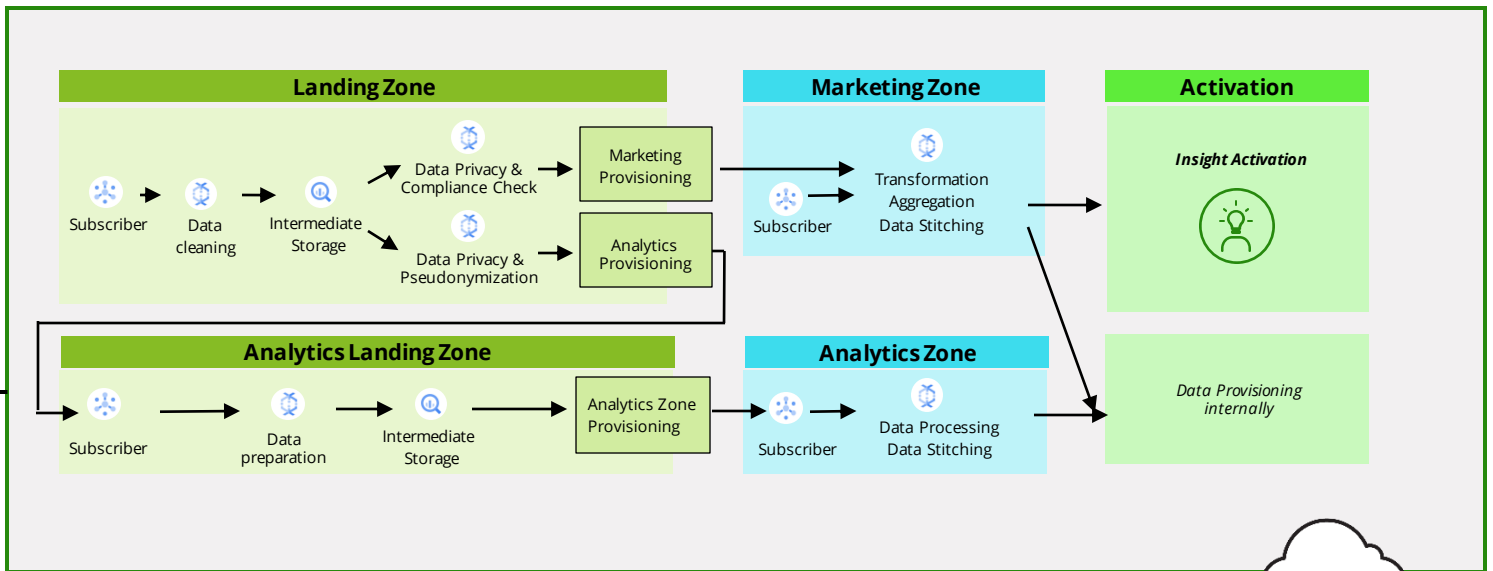 Landing Zone
Marketing Zone
Activation
Subscriber
Data
cleaning
Intermediate
Storage
Data Privacy &
Compliance Check
Data Privacy &
Pseudonymization
Marketing
Provisioning
Analytics
Provisioning
Subscriber
Transformation
Aggregation
Data Stitching
Insight Activation
Analytics Landing Zone
Analytics Zone
Subscriber
Data
preparation
Intermediate
Storage
Analytics Zone
Provisioning
Subscriber
Data Processing
Data Stitching
Data Provisioning
internally